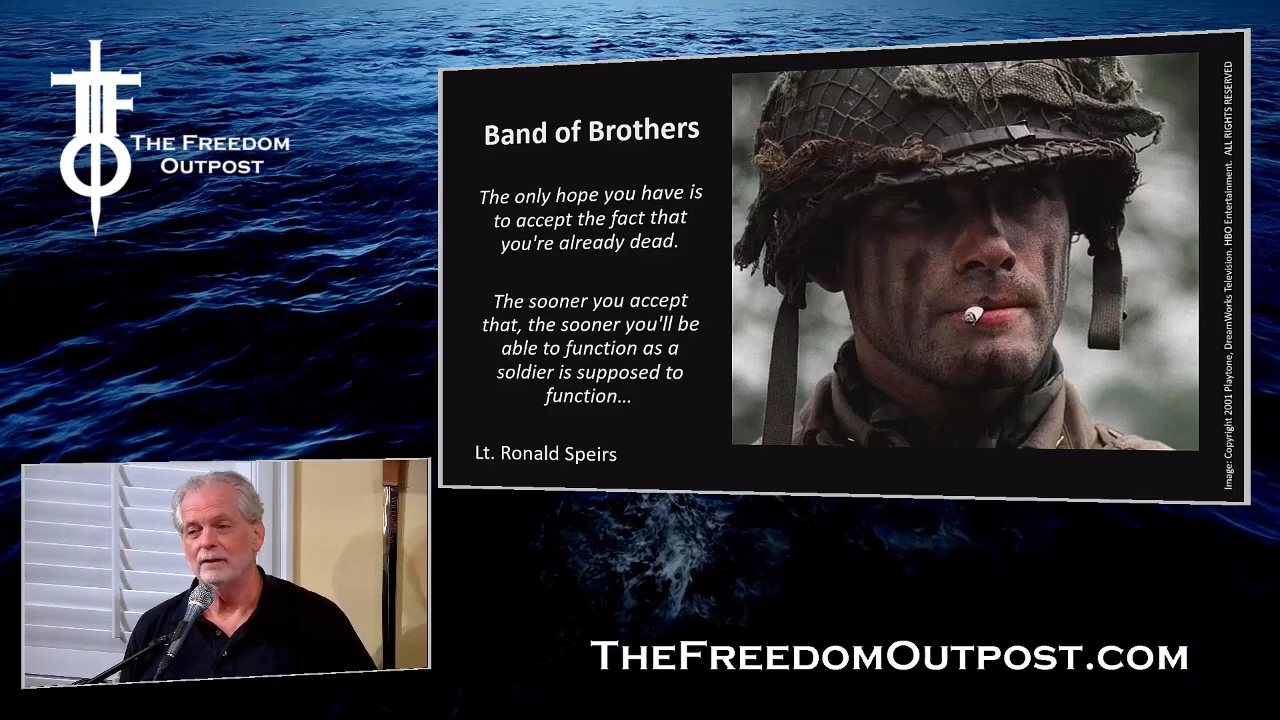 The Freedom
Outpost
Band of Brothers
The only hope you have is
to accept the fact that
you're already dead.
The sooner you accept
that, the sooner you'll be
able to function as a
soldier is supposed to
function...
Lt. Ronald Speirs
Image: Copyright 2001 Playtone, DreamWorks Television. HBO Entertainment. ALL RIGHTS RESERVED
TheFreedomOutpost.com